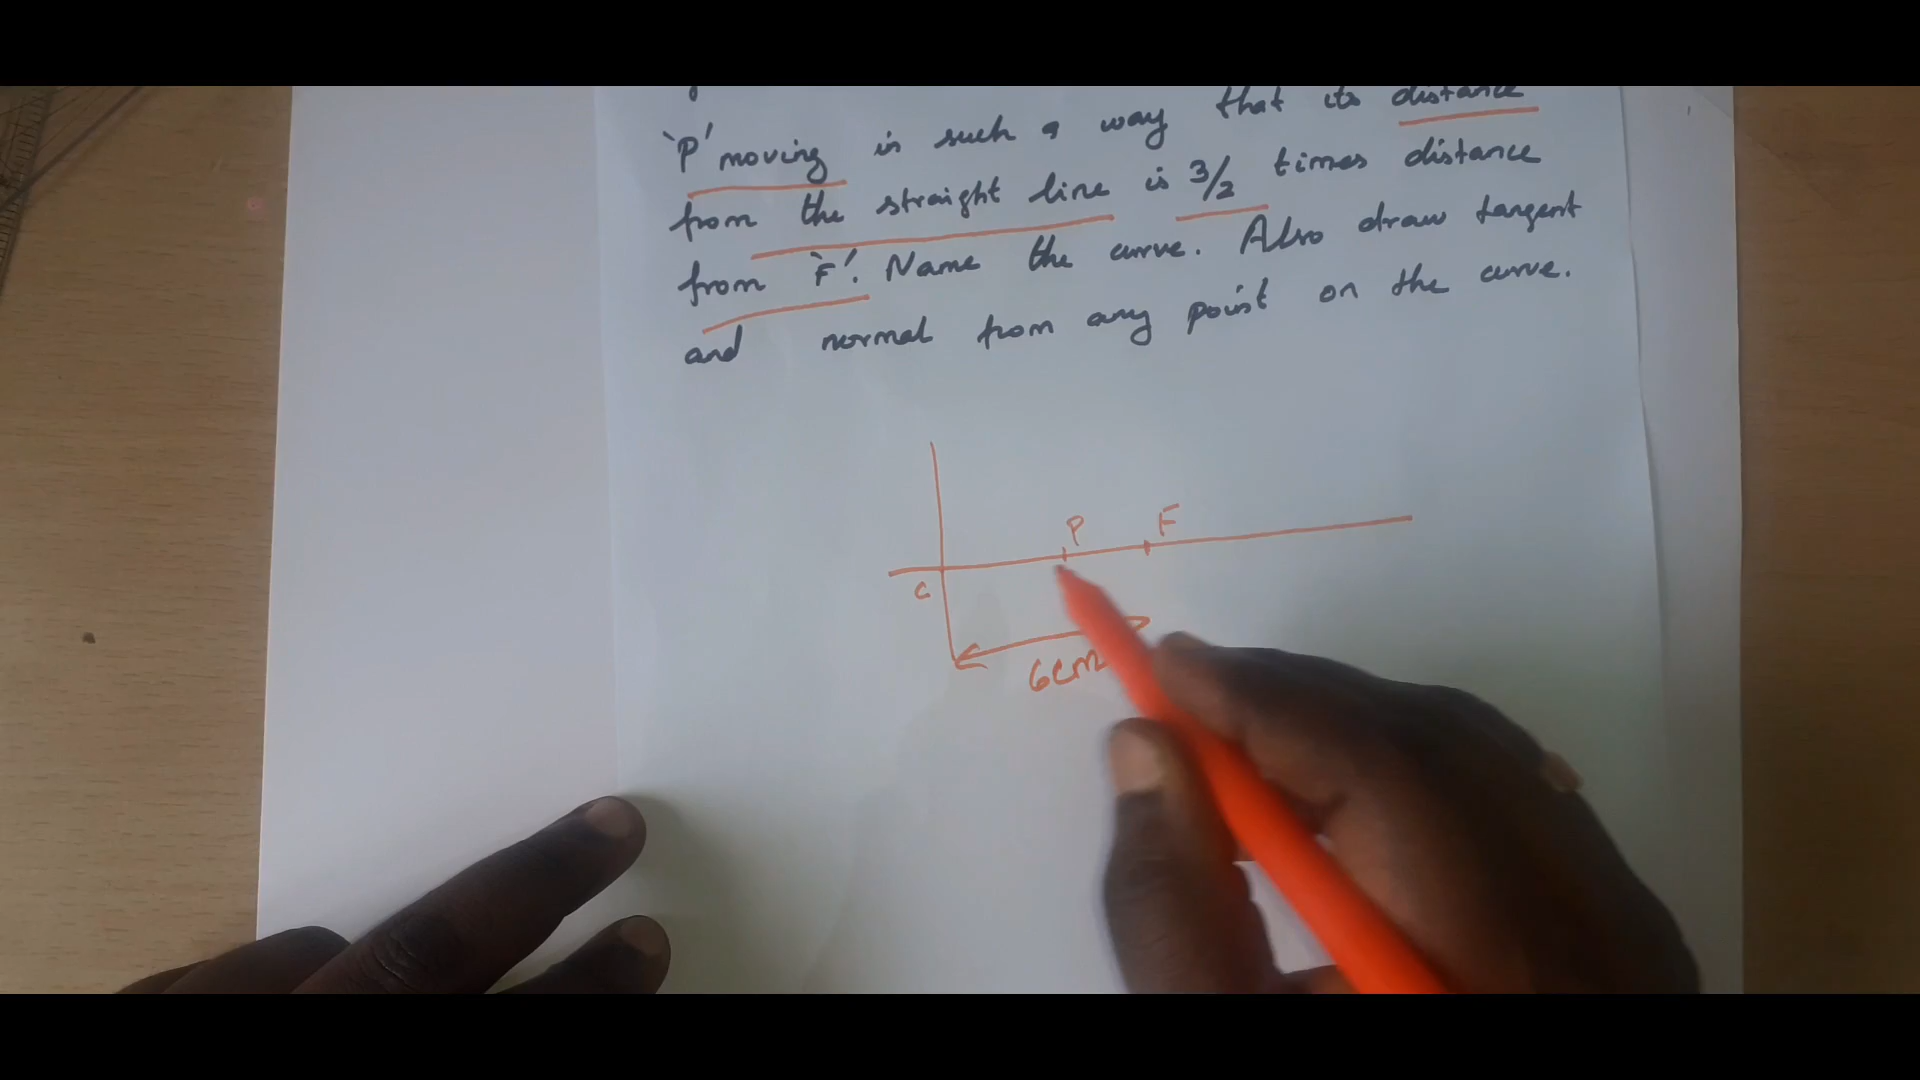 'P' moving in such a way that its distance
from the straight line is 3/2 times distance
from 'F'. Name the curve. Also draw tangent
and normal from any point on the curve.
P F
C
6cm